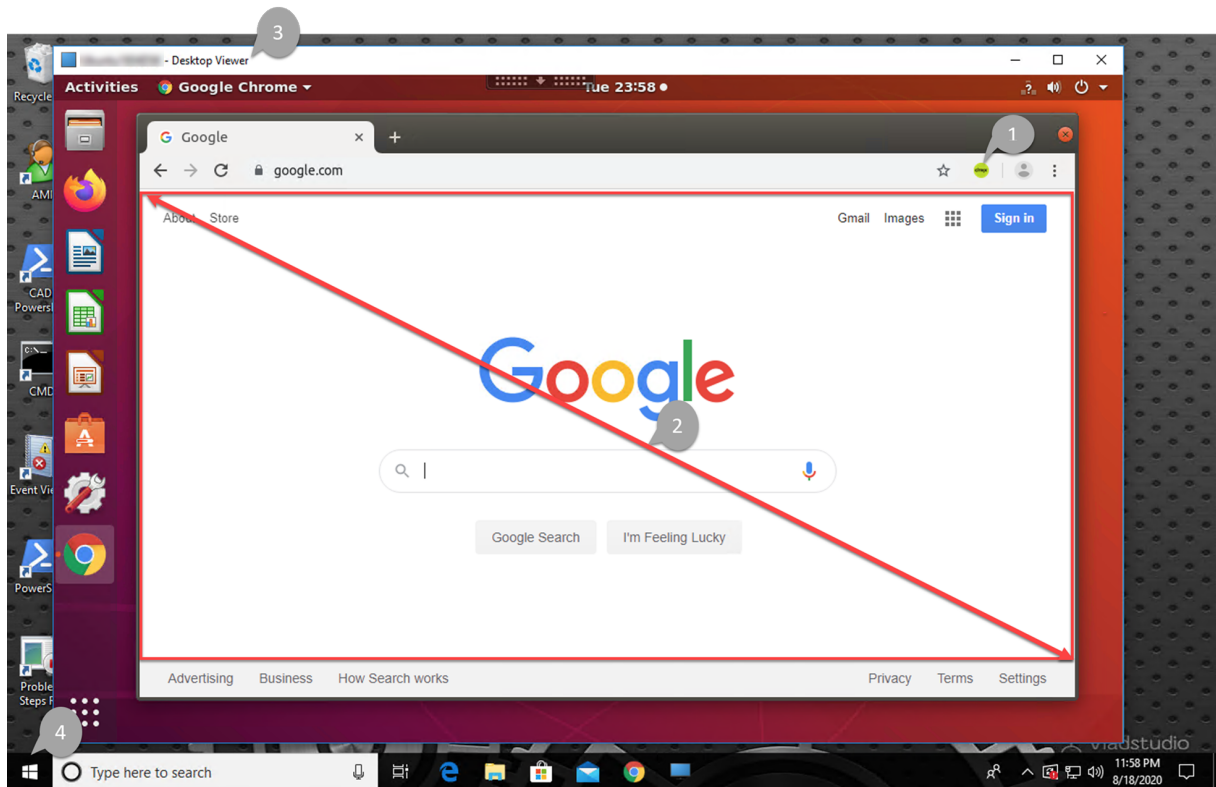 3
- Desktop Viewer
Recycle
Activities Google Chrome Tue 23:58
1
Google
google.com
citrix
AMI
About Store Gmail Images Sign in
CAD
Powersl
Google
C:\_
CMD
2
Event Vie
Google Search I'm Feeling Lucky
PowerS
Advertising Business How Search works Privacy Terms Settings
Proble
Steps R
4
vladstudio
Type here to search
11:58 PM
8/18/2020